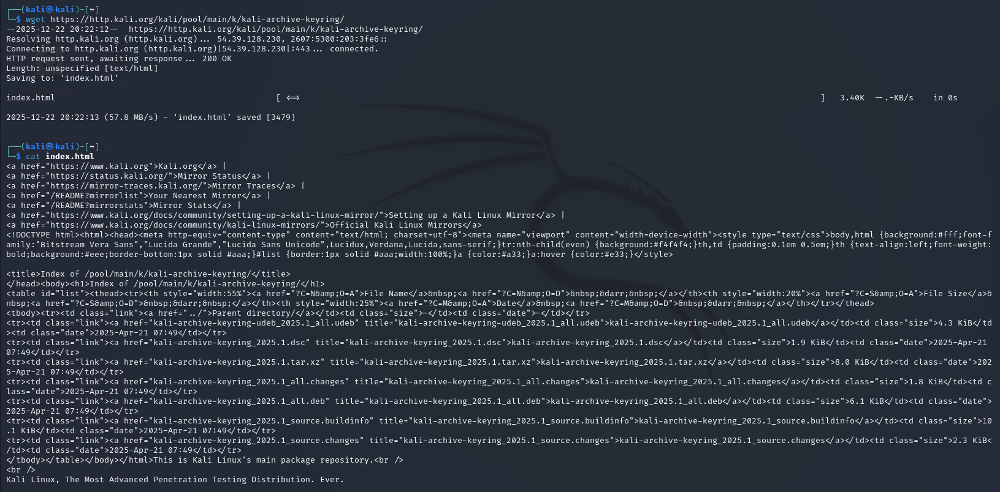 ┌──(kali㉿kali)-[~]
└─$ wget https://http.kali.org/kali/pool/main/k/kali-archive-keyring/
--2025-12-22 20:22:12--  https://http.kali.org/kali/pool/main/k/kali-archive-keyring/
Resolving http.kali.org (http.kali.org)... 54.39.128.230, 2607:5300:203:3fe6::
Connecting to http.kali.org (http.kali.org)|54.39.128.230|:443... connected.
HTTP request sent, awaiting response... 200 OK
Length: unspecified [text/html]
Saving to: ‘index.html’
File System
index.html [ <=> ] 3.40K --.-KB/s in 0s
2025-12-22 20:22:13 (57.8 MB/s) - ‘index.html’ saved [3479]
┌──(kali㉿kali)-[~]
└─$ cat index.html
<a href="https://www.kali.org">Kali.org</a> |
<a href="https://status.kali.org/">Mirror Status</a> |
<a href="https://mirror-traces.kali.org/">Mirror Traces</a> |
<a href="/README?mirrorlist">Your Nearest Mirror</a> |
<a href="/README?mirrorstats">Mirror Stats</a> |
<a href="https://www.kali.org/docs/community/setting-up-a-kali-linux-mirror/">Setting up a Kali Linux Mirror</a> |
<a href="https://www.kali.org/docs/community/kali-linux-mirrors/">Official Kali Linux Mirrors</a>
<!DOCTYPE html><html><head><meta http-equiv="content-type" content="text/html; charset=utf-8"><meta name="viewport" content="width=device-width"><style type="text/css">body,html {background:#fff;font-f
amily:"Bitstream Vera Sans","Lucida Grande","Lucida Sans Unicode",Lucidux,Verdana,Lucida,sans-serif;}tr:nth-child(even) {background:#f4f4f4;}th,td {padding:0.1em 0.5em;}th {text-align:left;font-weight:
bold;background:#eee;border-bottom:1px solid #aaa;}#list {border:1px solid #aaa;width:100%;}a {color:#a33;}a:hover {color:#e33;}</style>
<title>Index of /pool/main/k/kali-archive-keyring/</title>
</head><body><h1>Index of /pool/main/k/kali-archive-keyring/</h1>
<table id="list"><thead><tr><th style="width:55%"><a href="?C=N&amp;O=A">File Name</a>&nbsp;<a href="?C=N&amp;O=D">&nbsp;&darr;&nbsp;</a></th><th style="width:20%"><a href="?C=S&amp;O=A">File Size</a>&
nbsp;<a href="?C=S&amp;O=D">&nbsp;&darr;&nbsp;</a></th><th style="width:25%"><a href="?C=M&amp;O=A">Date</a>&nbsp;<a href="?C=M&amp;O=D">&nbsp;&darr;&nbsp;</a></th></tr></thead>
<tbody><tr><td class="link"><a href="../">Parent directory/</a></td><td class="size">-</td><td class="date">-</td></tr>
<tr><td class="link"><a href="kali-archive-keyring-udeb_2025.1_all.udeb" title="kali-archive-keyring-udeb_2025.1_all.udeb">kali-archive-keyring-udeb_2025.1_all.udeb</a></td><td class="size">4.3 KiB</td
><td class="date">2025-Apr-21 07:49</td></tr>
<tr><td class="link"><a href="kali-archive-keyring_2025.1.dsc" title="kali-archive-keyring_2025.1.dsc">kali-archive-keyring_2025.1.dsc</a></td><td class="size">1.9 KiB</td><td class="date">2025-Apr-21
07:49</td></tr>
<tr><td class="link"><a href="kali-archive-keyring_2025.1.tar.xz" title="kali-archive-keyring_2025.1.tar.xz">kali-archive-keyring_2025.1.tar.xz</a></td><td class="size">8.0 KiB</td><td class="date">202
5-Apr-21 07:49</td></tr>
<tr><td class="link"><a href="kali-archive-keyring_2025.1_all.changes" title="kali-archive-keyring_2025.1_all.changes">kali-archive-keyring_2025.1_all.changes</a></td><td class="size">1.8 KiB</td><td c
lass="date">2025-Apr-21 07:49</td></tr>
<tr><td class="link"><a href="kali-archive-keyring_2025.1_all.deb" title="kali-archive-keyring_2025.1_all.deb">kali-archive-keyring_2025.1_all.deb</a></td><td class="size">6.1 KiB</td><td class="date">
2025-Apr-21 07:49</td></tr>
<tr><td class="link"><a href="kali-archive-keyring_2025.1_source.buildinfo" title="kali-archive-keyring_2025.1_source.buildinfo">kali-archive-keyring_2025.1_source.buildinfo</a></td><td class="size">10
.1 KiB</td><td class="date">2025-Apr-21 07:49</td></tr>
<tr><td class="link"><a href="kali-archive-keyring_2025.1_source.changes" title="kali-archive-keyring_2025.1_source.changes">kali-archive-keyring_2025.1_source.changes</a></td><td class="size">2.3 KiB<
/td><td class="date">2025-Apr-21 07:49</td></tr>
</tbody></table></body></html>This is Kali Linux's main package repository.<br />
<br />
Kali Linux, The Most Advanced Penetration Testing Distribution. Ever.